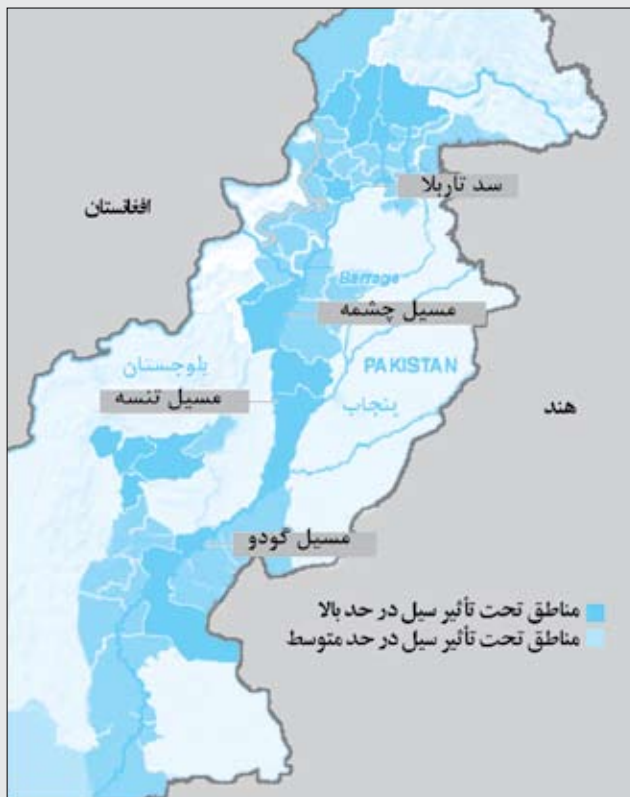 سد تاربلا
افغانستان
Barrage
مسیل چشمه
بلوچستان
PAKISTAN
مسیل تنسه
پنجاب
هند
مسیل گودو
مناطق تحت تأثیر سیل در حد بالا
مناطق تحت تأثیر سیل در حد متوسط